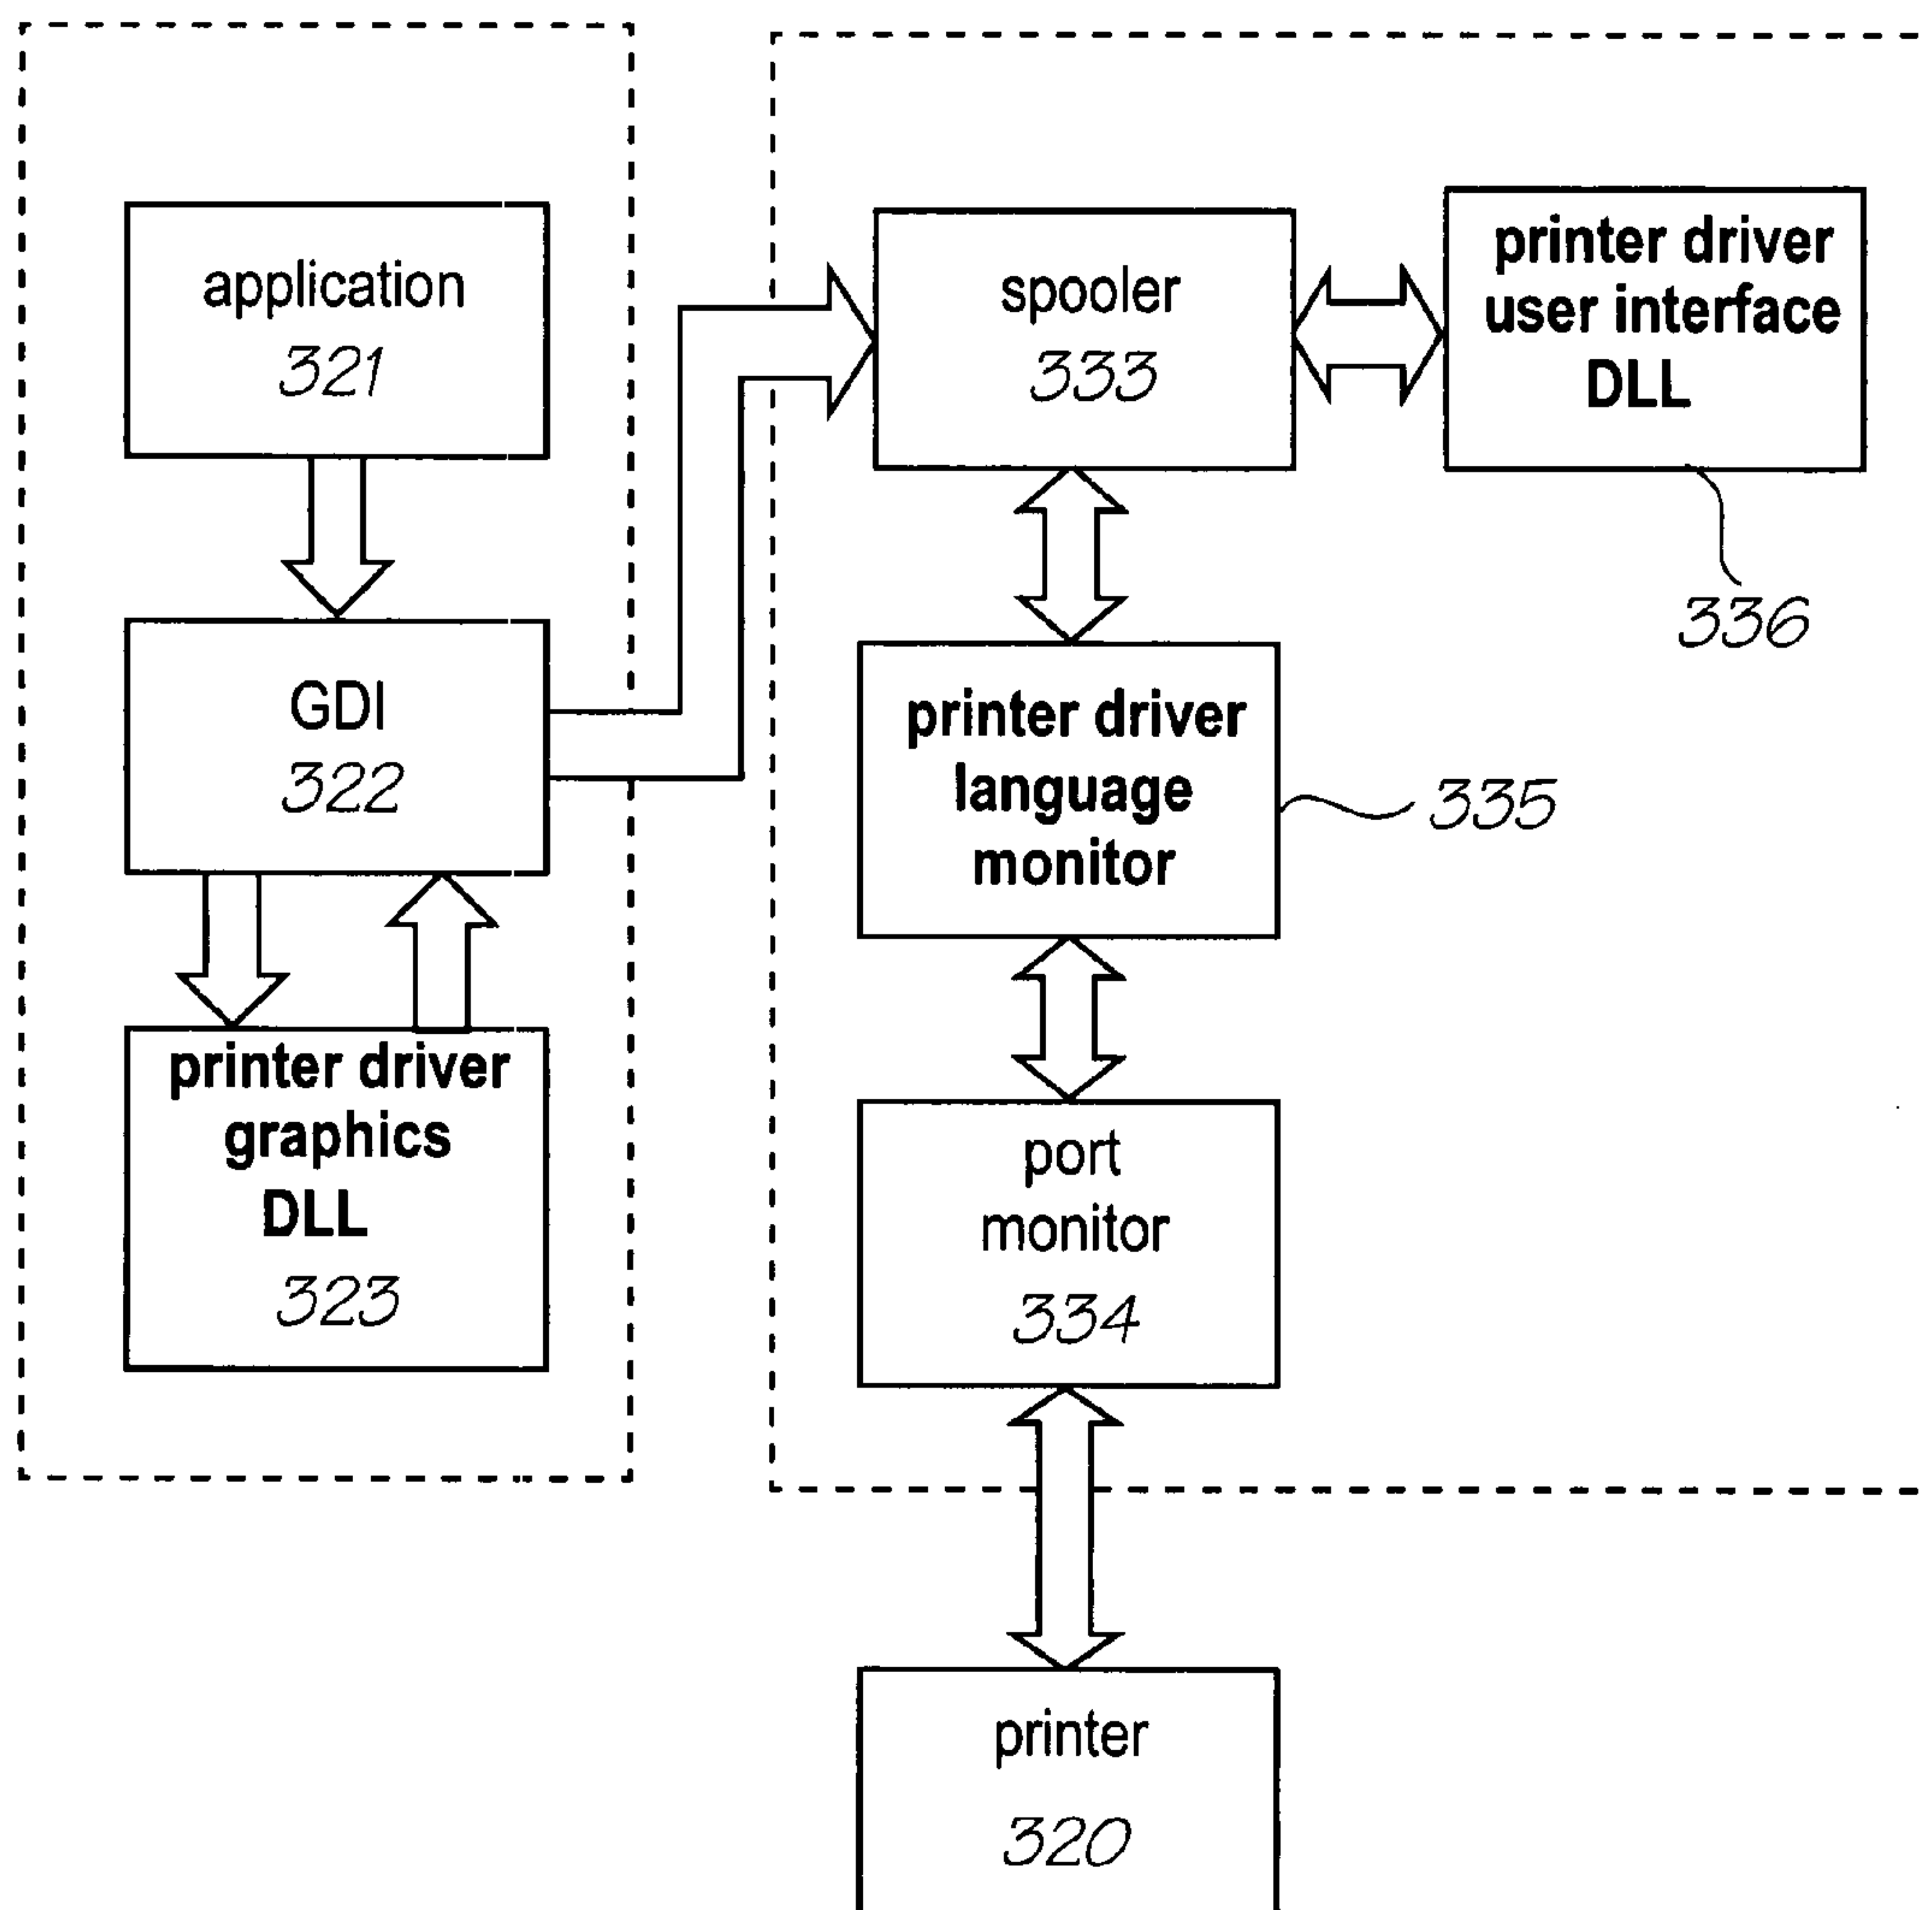 application
321
GDI
322
printer driver
graphics
DLL
323
spooler
333
printer driver
user interface
DLL
336
printer driver
language
monitor
335
port
monitor
334
printer
320